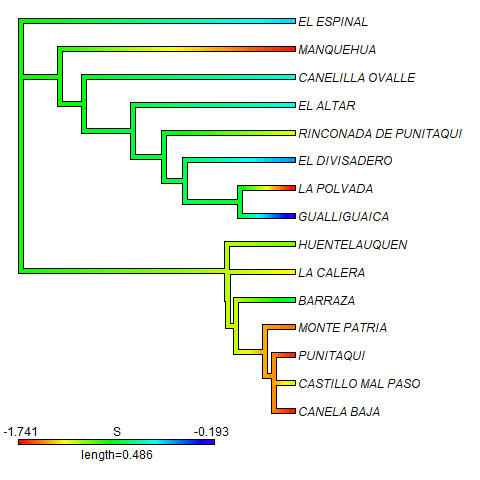 EL ESPINAL
MANQUEHUA
CANELILLA OVALLE
EL ALTAR
RINCONADA DE PUNITAQUI
EL DIVISADERO
LA POLVADA
GUALLIGUAICA
HUENTELAUQUEN
LA CALERA
BARRAZA
MONTE PATRIA
PUNITAQUI
CASTILLO MAL PASO
CANELA BAJA
-1.741 S -0.193
length=0.486